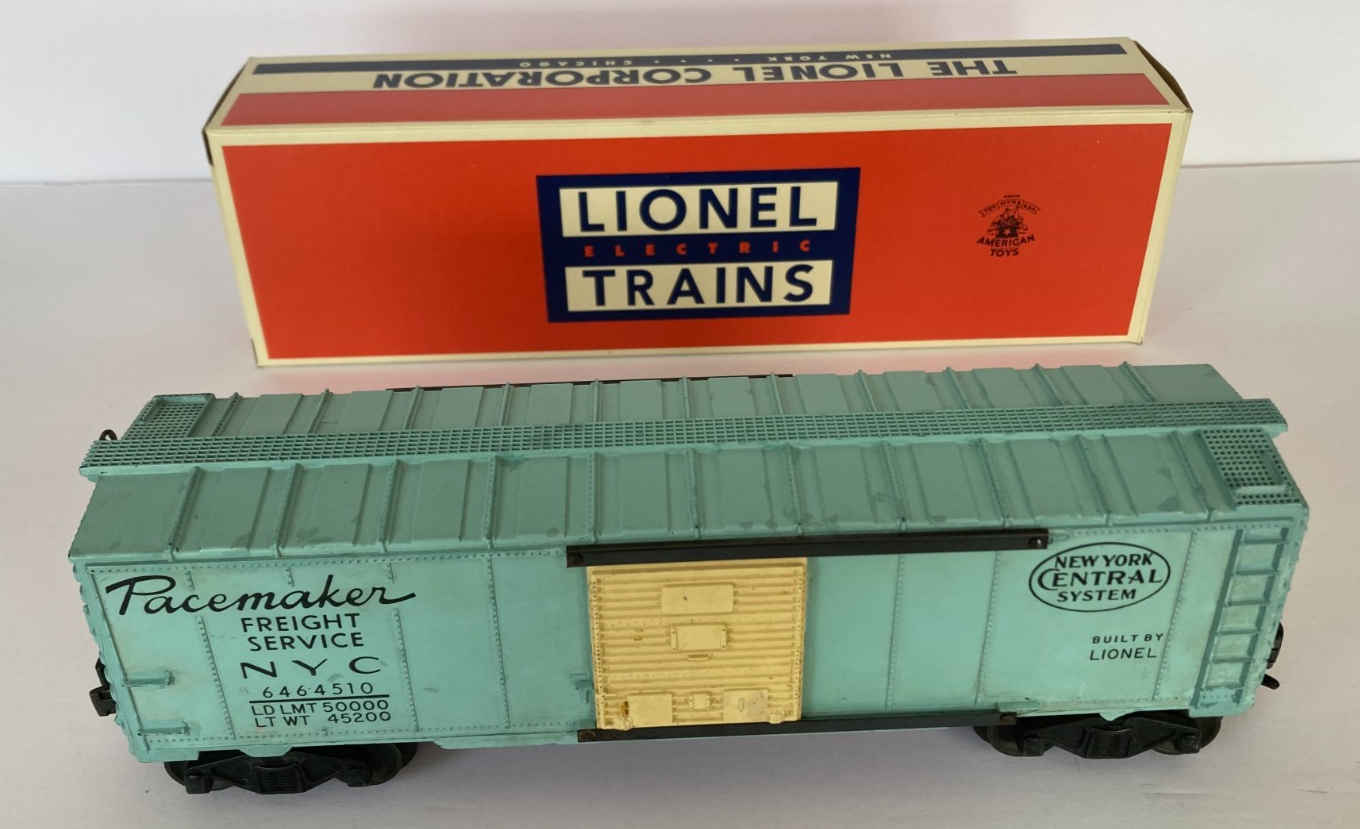 THE LIONEL CORPORATION
NEW YORK · · · CHICAGO
LIONEL
ELECTRIC
TRAINS
AMERICAN
TOYS
Pacemaker
FREIGHT
SERVICE
NYC
6464510
LD LMT 50000
LT WT 45200
NEW YORK
CENTRAL
SYSTEM
BUILT BY
LIONEL